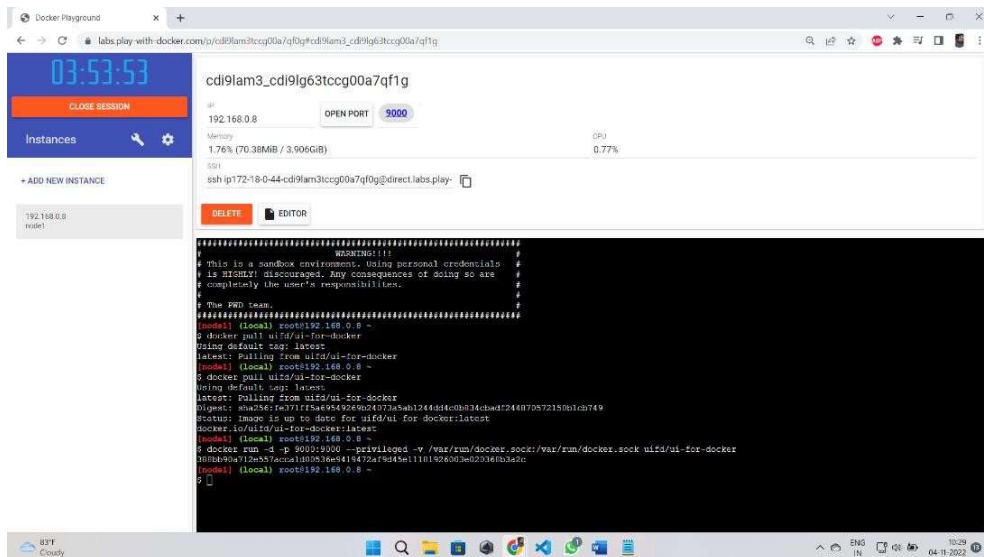 Docker Playground
labs.play-with-docker.com/p/cdi9lam3tccg00a7qf0g#cdi9lam3_cdi9lg63tccg00a7qf1g
03:53:53
CLOSE SESSION
Instances
+ ADD NEW INSTANCE
192.168.0.8
node1
cdi9lam3_cdi9lg63tccg00a7qf1g
IP
192.168.0.8
OPEN PORT
9000
Memory
1.76% (70.38MiB / 3.906GiB)
CPU
0.77%
SSH
ssh ip172-18-0-44-cdi9lam3tccg00a7qf0g@direct.labs.play-
DELETE
EDITOR
###############################################################
# WARNING!!!! #
# This is a sandbox environment. Using personal credentials #
# is HIGHLY! discouraged. Any consequences of doing so are #
# completely the user's responsibilites. #
# #
# The PWD team. #
###############################################################
[node1] (local) root@192.168.0.8 ~
$ docker pull uifd/ui-for-docker
Using default tag: latest
latest: Pulling from uifd/ui-for-docker
[node1] (local) root@192.168.0.8 ~
$ docker pull uifd/ui-for-docker
Using default tag: latest
latest: Pulling from uifd/ui-for-docker
Digest: sha256:fe371ff5a69549269b24073a5ab1244dd4c0b834cbadf244870572150b1cb749
Status: Image is up to date for uifd/ui-for-docker:latest
docker.io/uifd/ui-for-docker:latest
[node1] (local) root@192.168.0.8 ~
$ docker run -d -p 9000:9000 --privileged -v /var/run/docker.sock:/var/run/docker.sock uifd/ui-for-docker
[node1] (local) root@192.168.0.8 ~
$
83°F
Cloudy
ENG
IN
10:29
04-11-2022